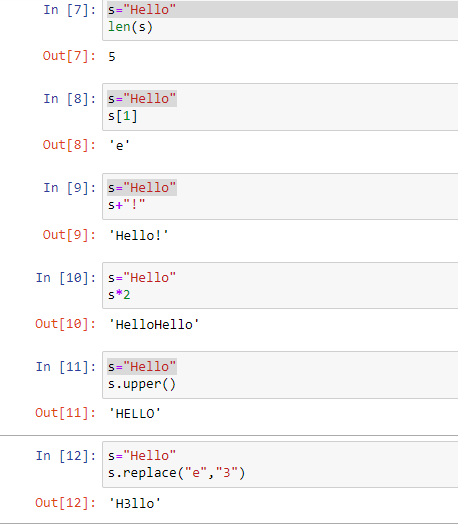 In [7]: s="Hello"
len(s)
Out[7]: 5
In [8]: s="Hello"
s[1]
Out[8]: 'e'
In [9]: s="Hello"
s+"!"
Out[9]: 'Hello!'
In [10]: s="Hello"
s*2
Out[10]: 'HelloHello'
In [11]: s="Hello"
s.upper()
Out[11]: 'HELLO'
In [12]: s="Hello"
s.replace("e","3")
Out[12]: 'H3llo'